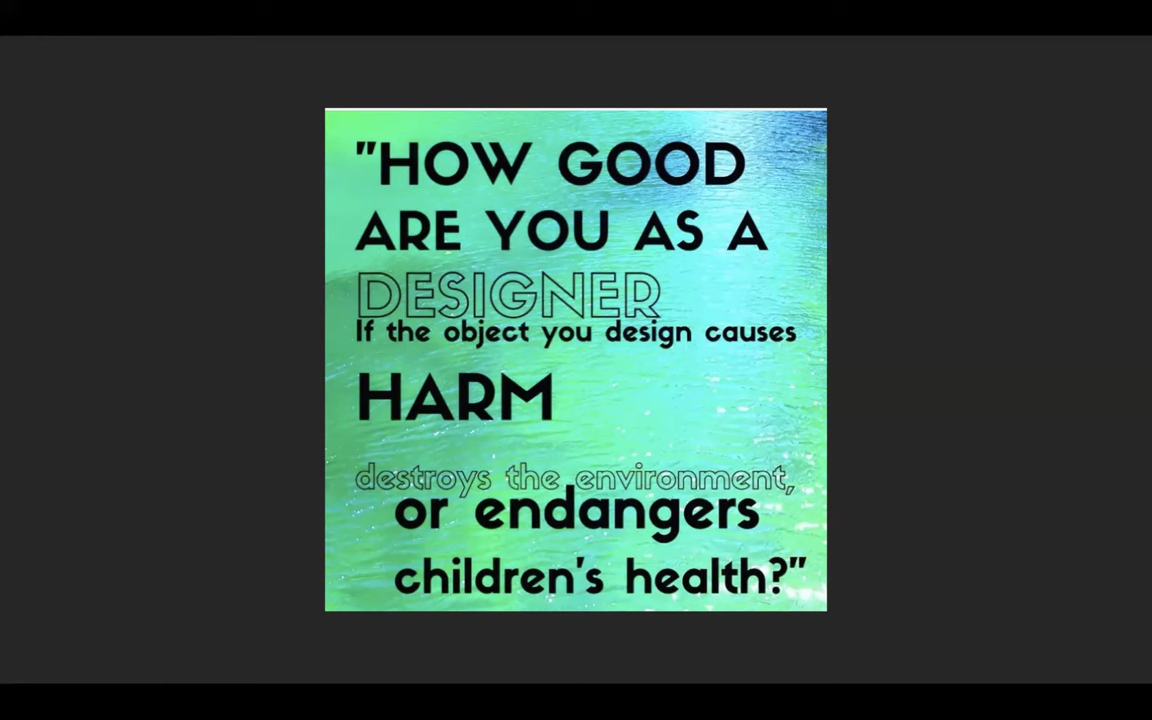 "HOW GOOD
ARE YOU AS A
DESIGNER
If the object you design causes
HARM
destroys the environment,
or endangers
children's health?"